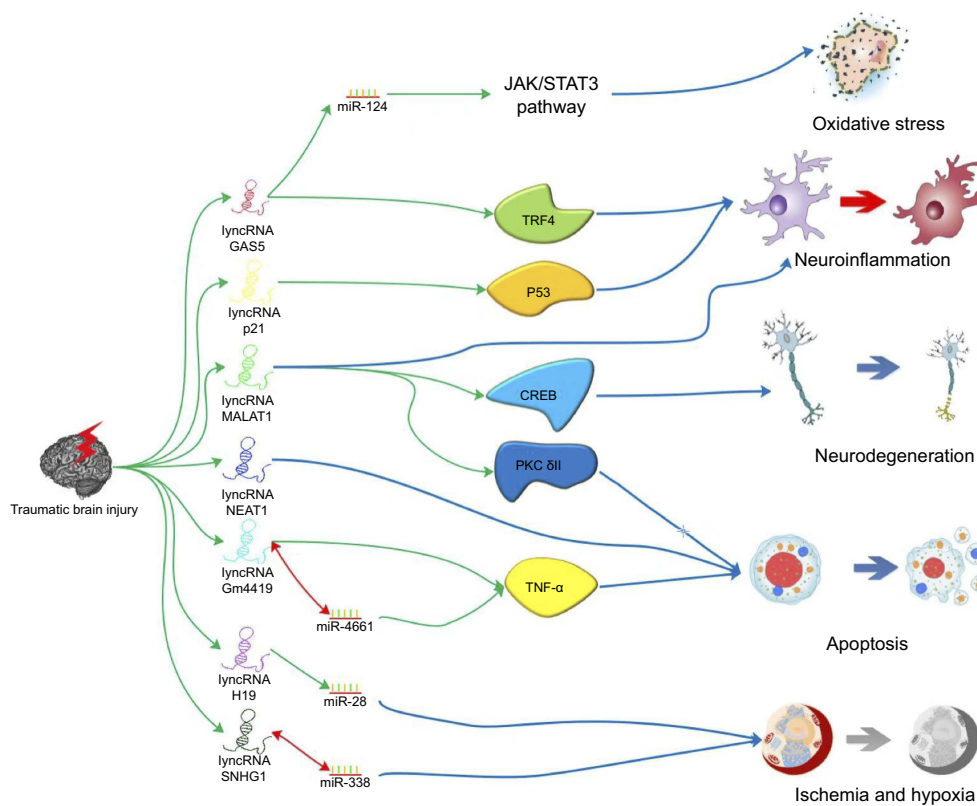 JAK/STAT3
pathway
miR-124
Oxidative stress
lyncRNA
GAS5
TRF4
Neuroinflammation
lyncRNA
p21
P53
lyncRNA
MALAT1
CREB
Neurodegeneration
PKC δII
Traumatic brain injury
lyncRNA
NEAT1
lyncRNA
Gm4419
TNF-α
miR-4661
Apoptosis
lyncRNA
H19
miR-28
lyncRNA
SNHG1
miR-338
Ischemia and hypoxia